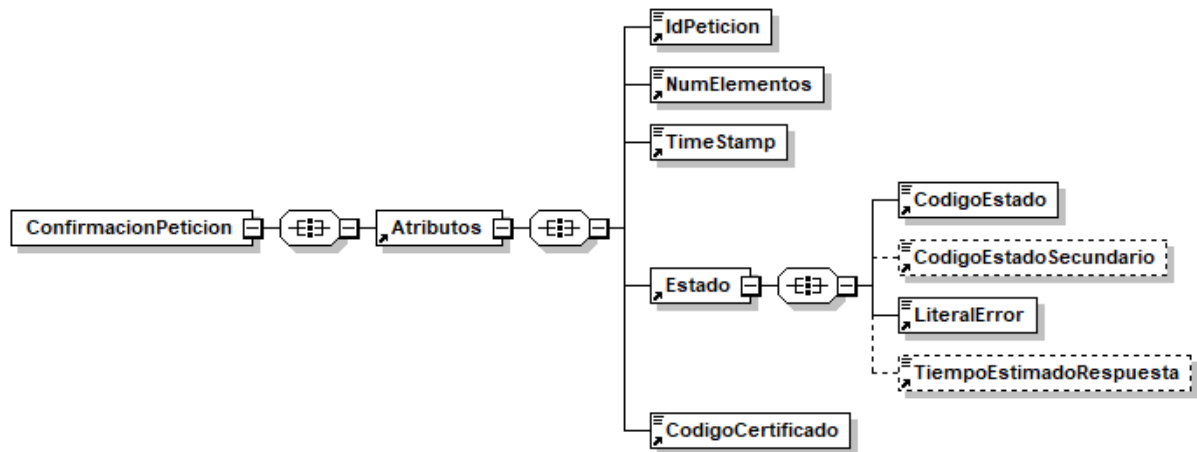 IdPeticion
NumElementos
TimeStamp
ConfirmacionPeticion
Atributos
Estado
CodigoEstado
CodigoEstadoSecundario
LiteralError
TiempoEstimadoRespuesta
CodigoCertificado